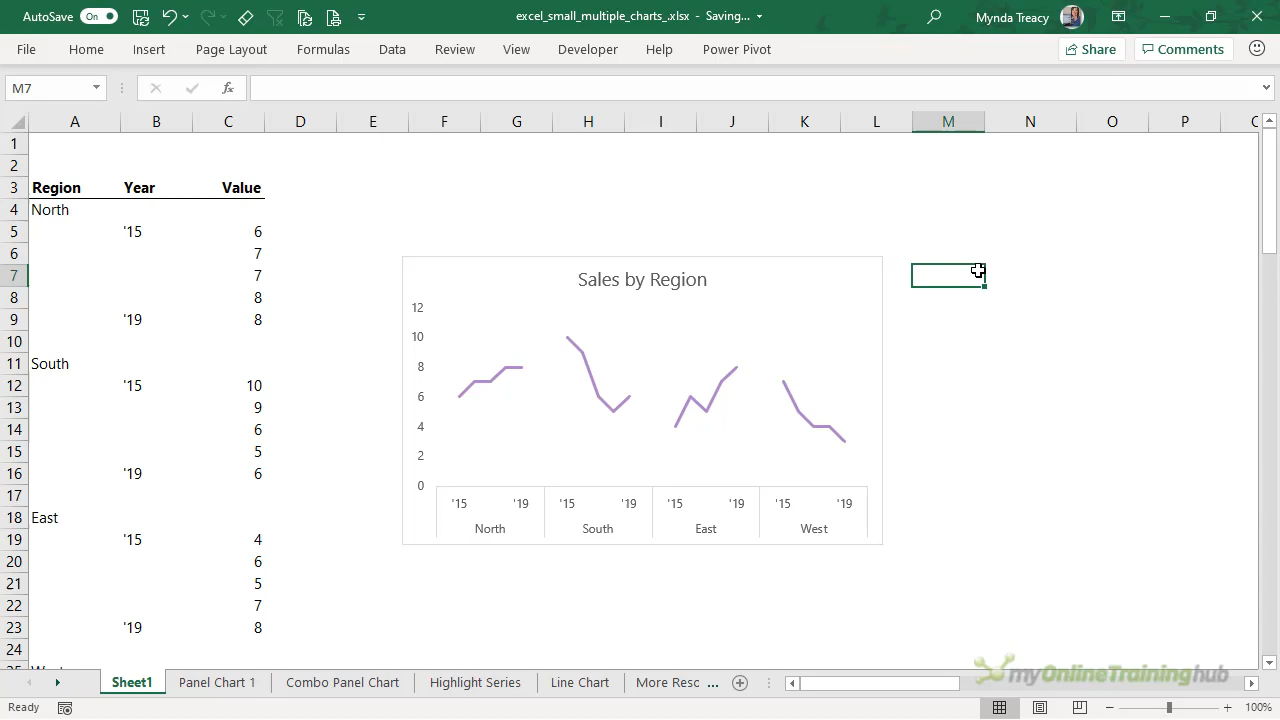 AutoSave On excel_small_multiple_charts_.xlsx - Saving... Mynda Treacy
File Home Insert Page Layout Formulas Data Review View Developer Help Power Pivot Share Comments
M7 fx
A B C D E F G H I J K L M N O P
1
2
3 Region Year Value
4 North
5 '15 6
6 7
7 7
8 8
9 '19 8
10
11 South
12 '15 10
13 9
14 6
15 5
16 '19 6
17
18 East
19 '15 4
20 6
21 5
22 7
23 '19 8
24
Sales by Region
12
10
8
6
4
2
0
'15 '19 '15 '19 '15 '19 '15 '19
North South East West
myOnlineTraininghub
Sheet1 Panel Chart 1 Combo Panel Chart Highlight Series Line Chart More Resc ...
Ready 100%